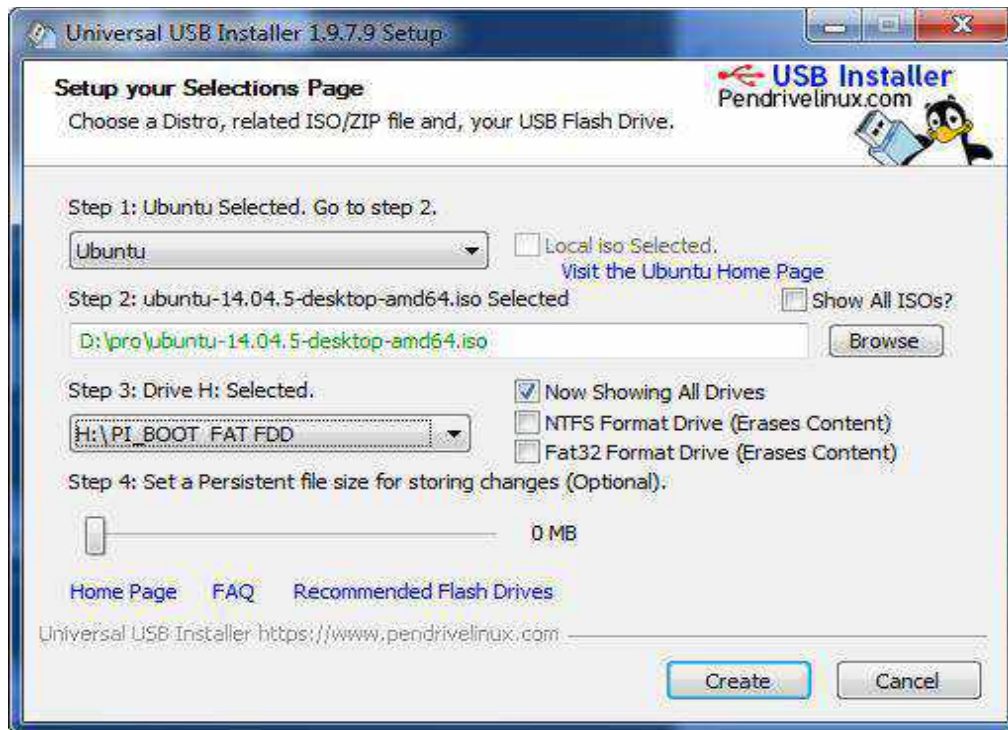 Universal USB Installer 1.9.7.9 Setup
Setup your Selections Page
Choose a Distro, related ISO/ZIP file and, your USB Flash Drive.
USB Installer
Pendrivelinux.com
Step 1: Ubuntu Selected. Go to step 2.
Ubuntu
Local iso Selected.
Visit the Ubuntu Home Page
Step 2: ubuntu-14.04.5-desktop-amd64.iso Selected
Show All ISOs?
D:\pro\ubuntu-14.04.5-desktop-amd64.iso
Browse
Step 3: Drive H: Selected.
Now Showing All Drives
H:\PI_BOOT FAT FDD
NTFS Format Drive (Erases Content)
Fat32 Format Drive (Erases Content)
Step 4: Set a Persistent file size for storing changes (Optional).
0 MB
Home Page FAQ Recommended Flash Drives
Universal USB Installer https://www.pendrivelinux.com
Create Cancel